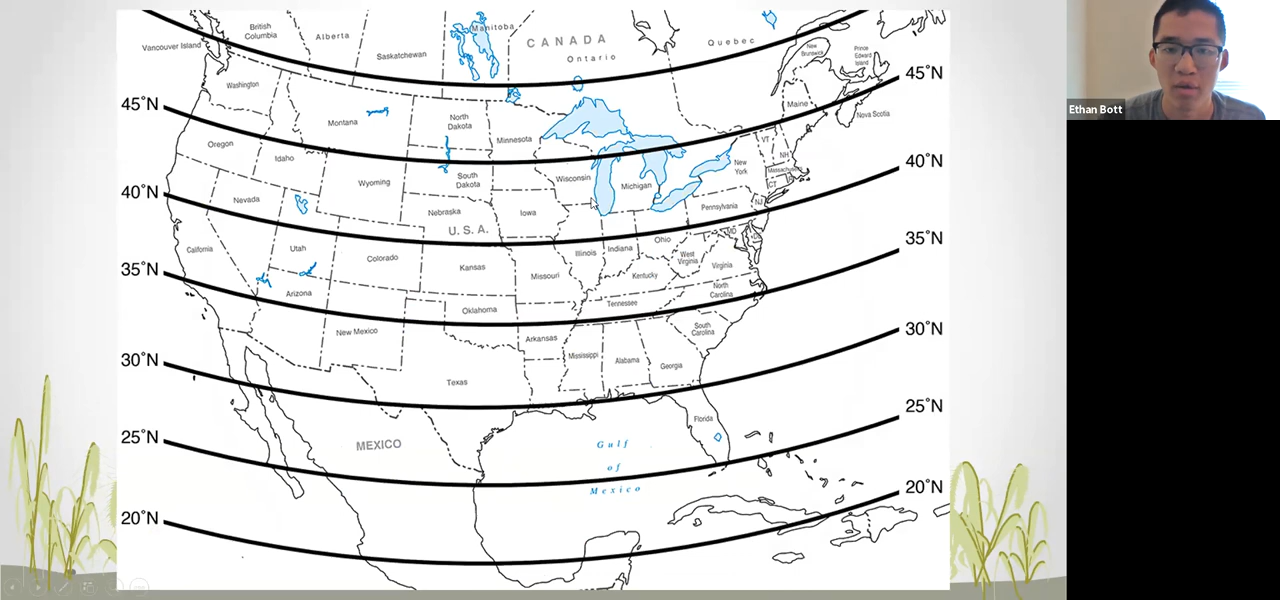 British
Columbia
Alberta
Manitoba
CANADA
Quebec
Vancouver Island
Saskatchewan
Ontario
New
Brunswick
Prince
Edward
Island
45°N
Ethan Bott
Washington
45°N
Montana
North
Dakota
Minnesota
Maine
Nova Scotia
Oregon
Idaho
VT
NH
40°N
Wyoming
South
Dakota
Wisconsin
Michigan
New
York
Massachusetts
CT
40°N
Nevada
Nebraska
Iowa
Pennsylvania
NJ
U.S.A.
MD
35°N
California
Utah
Colorado
Kansas
Illinois
Indiana
Ohio
West
Virginia
Virginia
35°N
Missouri
Kentucky
Arizona
Oklahoma
Tennessee
North
Carolina
New Mexico
Arkansas
South
Carolina
30°N
30°N
Mississippi
Alabama
Georgia
Texas
25°N
25°N
MEXICO
Florida
Gulf
of
Mexico
20°N
20°N